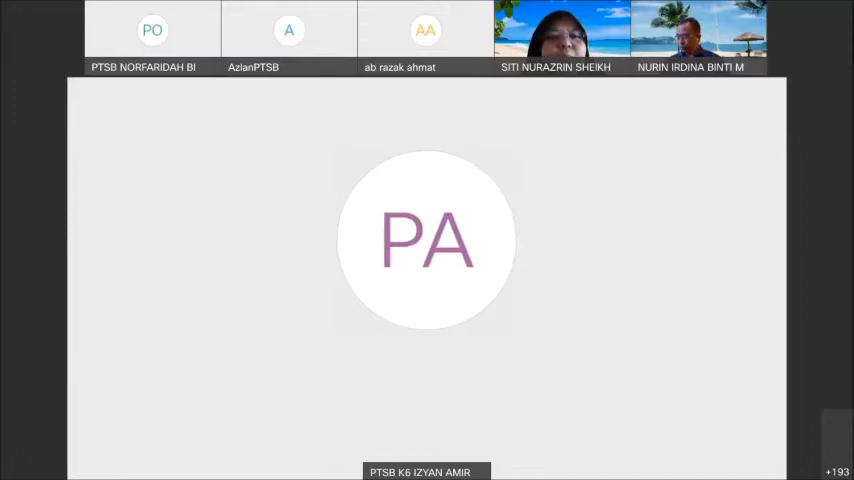 PO
A
AA
PTSB NORFARIDAH BI
AzlanPTSB
ab razak ahmat
SITI NURAZRIN SHEIKH
NURIN IRDINA BINTI M
PA
+193
PTSB K6 IZYAN AMIR